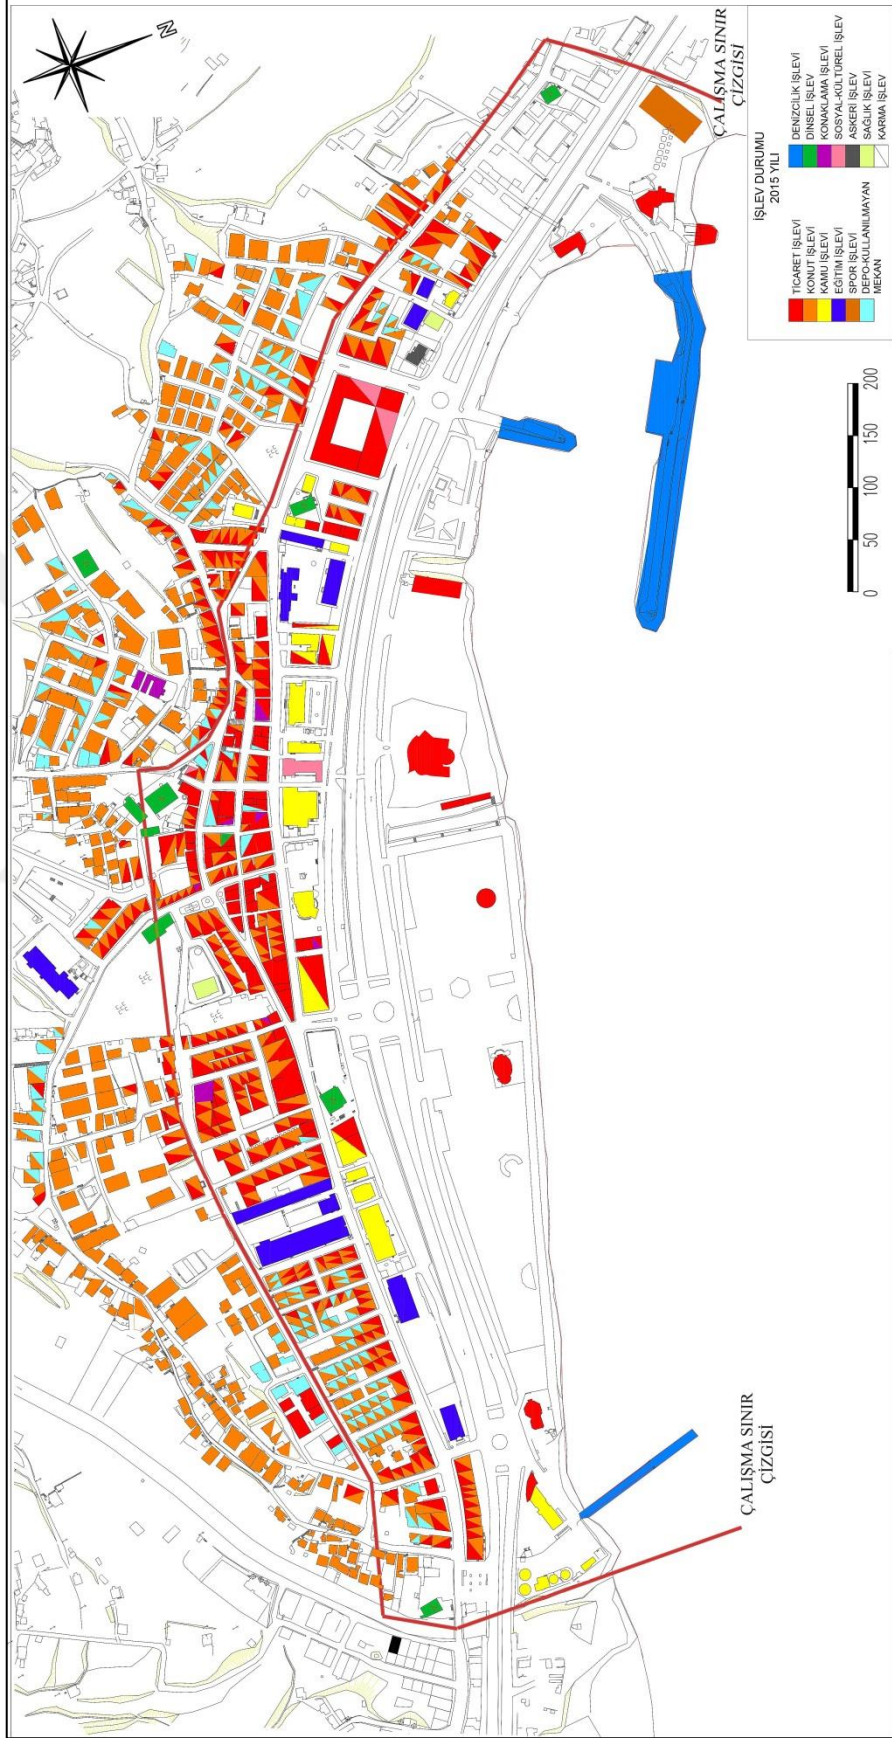 N
ÇALIŞMA SINIR
ÇİZGİSİ
İŞLEV DURUMU
2015 YILI
TİCARET İŞLEVİ
KONUT İŞLEVİ
KAMU İŞLEVİ
EĞİTİM İŞLEVİ
SPOR İŞLEVİ
DEPO-KULLANILMAYAN
MEKAN
DENİZCİLİK İŞLEVİ
DİNSEL İŞLEV
KONAKLAMA İŞLEVİ
SOSYAL-KÜLTÜREL İŞLEV
ASKERİ İŞLEV
SAĞLIK İŞLEVİ
KARMA İŞLEV
0 50 100 150 200
ÇALIŞMA SINIR
ÇİZGİSİ